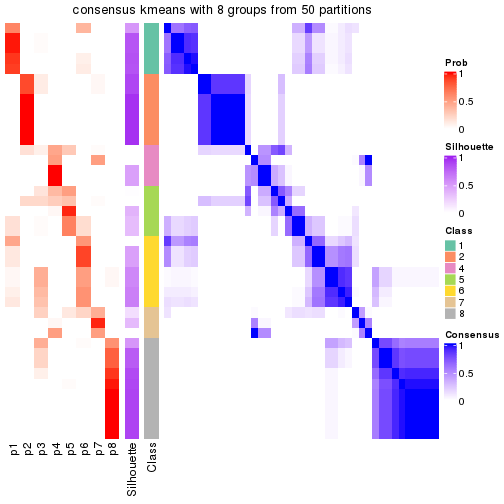 consensus kmeans with 8 groups from 50 partitions
Prob
1
0.5
0
Silhouette
1
0.5
0
Class
1
2
4
5
6
7
8
Consensus
1
0.5
0
p1
p2
p3
p4
p5
p6
p7
p8
Silhouette
Class